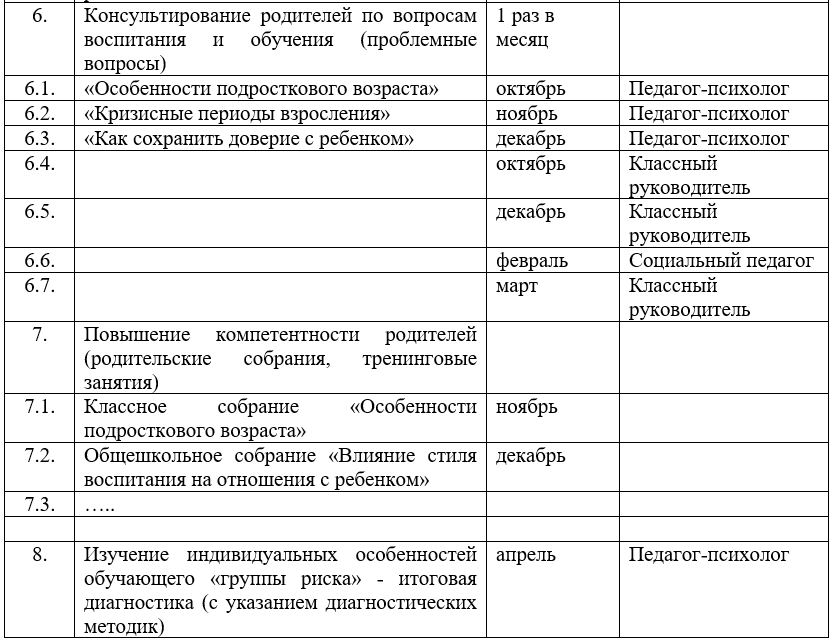 6. Консультирование родителей по вопросам 1 раз в
воспитания и обучения (проблемные месяц
вопросы)
6.1. «Особенности подросткового возраста» октябрь Педагог-психолог
6.2. «Кризисные периоды взросления» ноябрь Педагог-психолог
6.3. «Как сохранить доверие с ребенком» декабрь Педагог-психолог
6.4. октябрь Классный
руководитель
6.5. декабрь Классный
руководитель
6.6. февраль Социальный педагог
6.7. март Классный
руководитель
7. Повышение компетентности родителей
(родительские собрания, тренинговые
занятия)
7.1. Классное собрание «Особенности ноябрь
подросткового возраста»
7.2. Общешкольное собрание «Влияние стиля декабрь
воспитания на отношения с ребенком»
7.3. …..
8. Изучение индивидуальных особенностей апрель Педагог-психолог
обучающего «группы риска» - итоговая
диагностика (с указанием диагностических
методик)